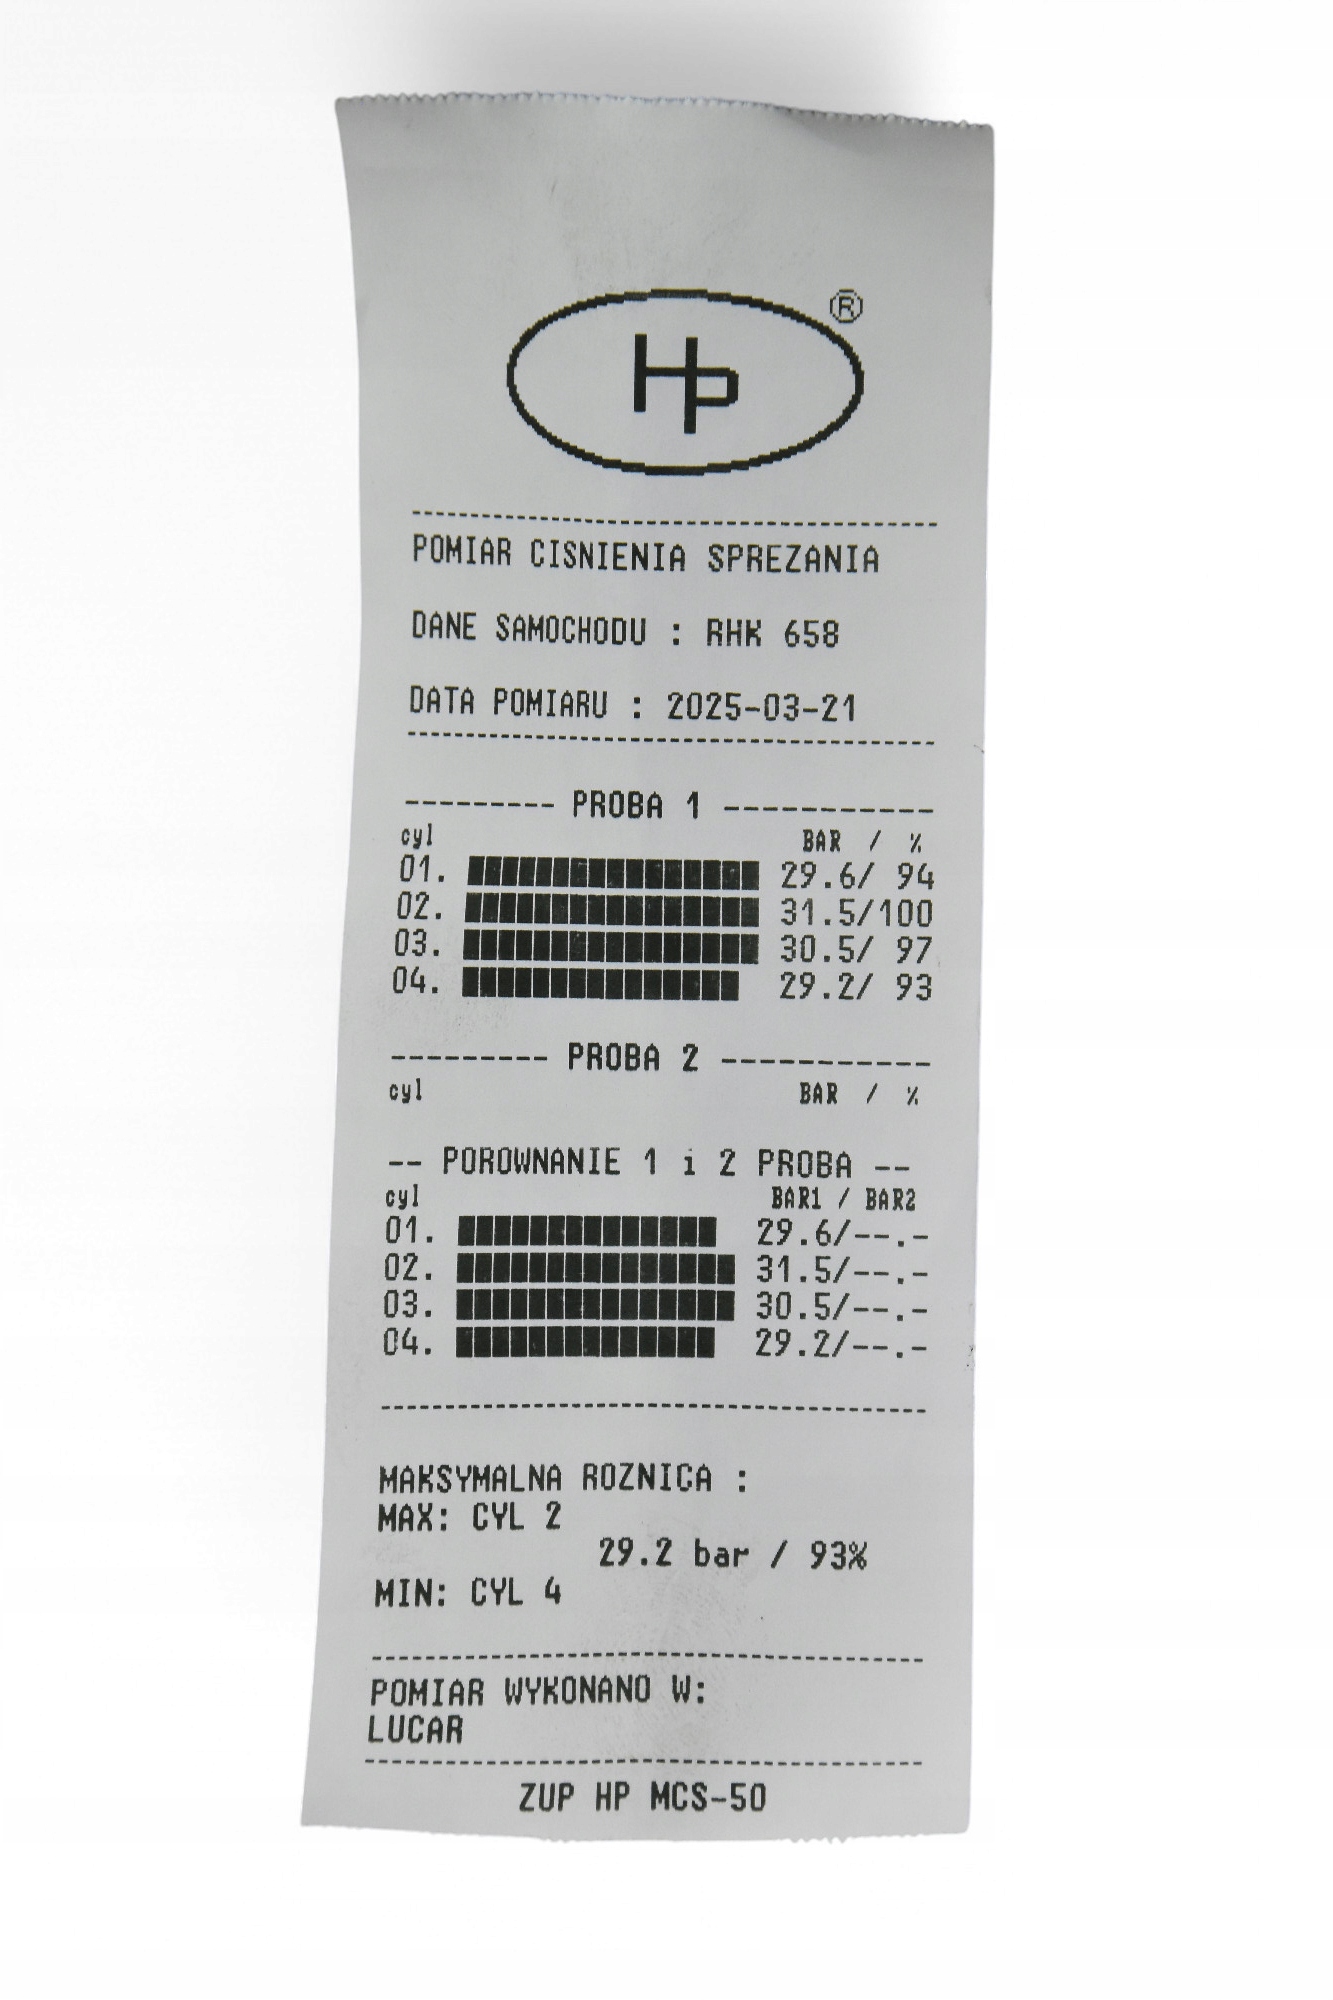 Hp ®
POMIAR CISNIENIA SPREZANIA
DANE SAMOCHODU : RHK 658
DATA POMIARU : 2025-03-21
--------- PROBA 1 -----------
cyl BAR / %
01. 29.6/ 94
02. 31.5/100
03. 30.5/ 97
04. 29.2/ 93
--------- PROBA 2 -----------
cyl BAR / %
-- POROWNANIE 1 i 2 PROBA --
cyl BAR1 / BAR2
01. 29.6/--.-
02. 31.5/--.-
03. 30.5/--.-
04. 29.2/--.-
MAKSYMALNA ROZNICA :
MAX: CYL 2
29.2 bar / 93%
MIN: CYL 4
POMIAR WYKONANO W:
LUCAR
ZUP HP MCS-50